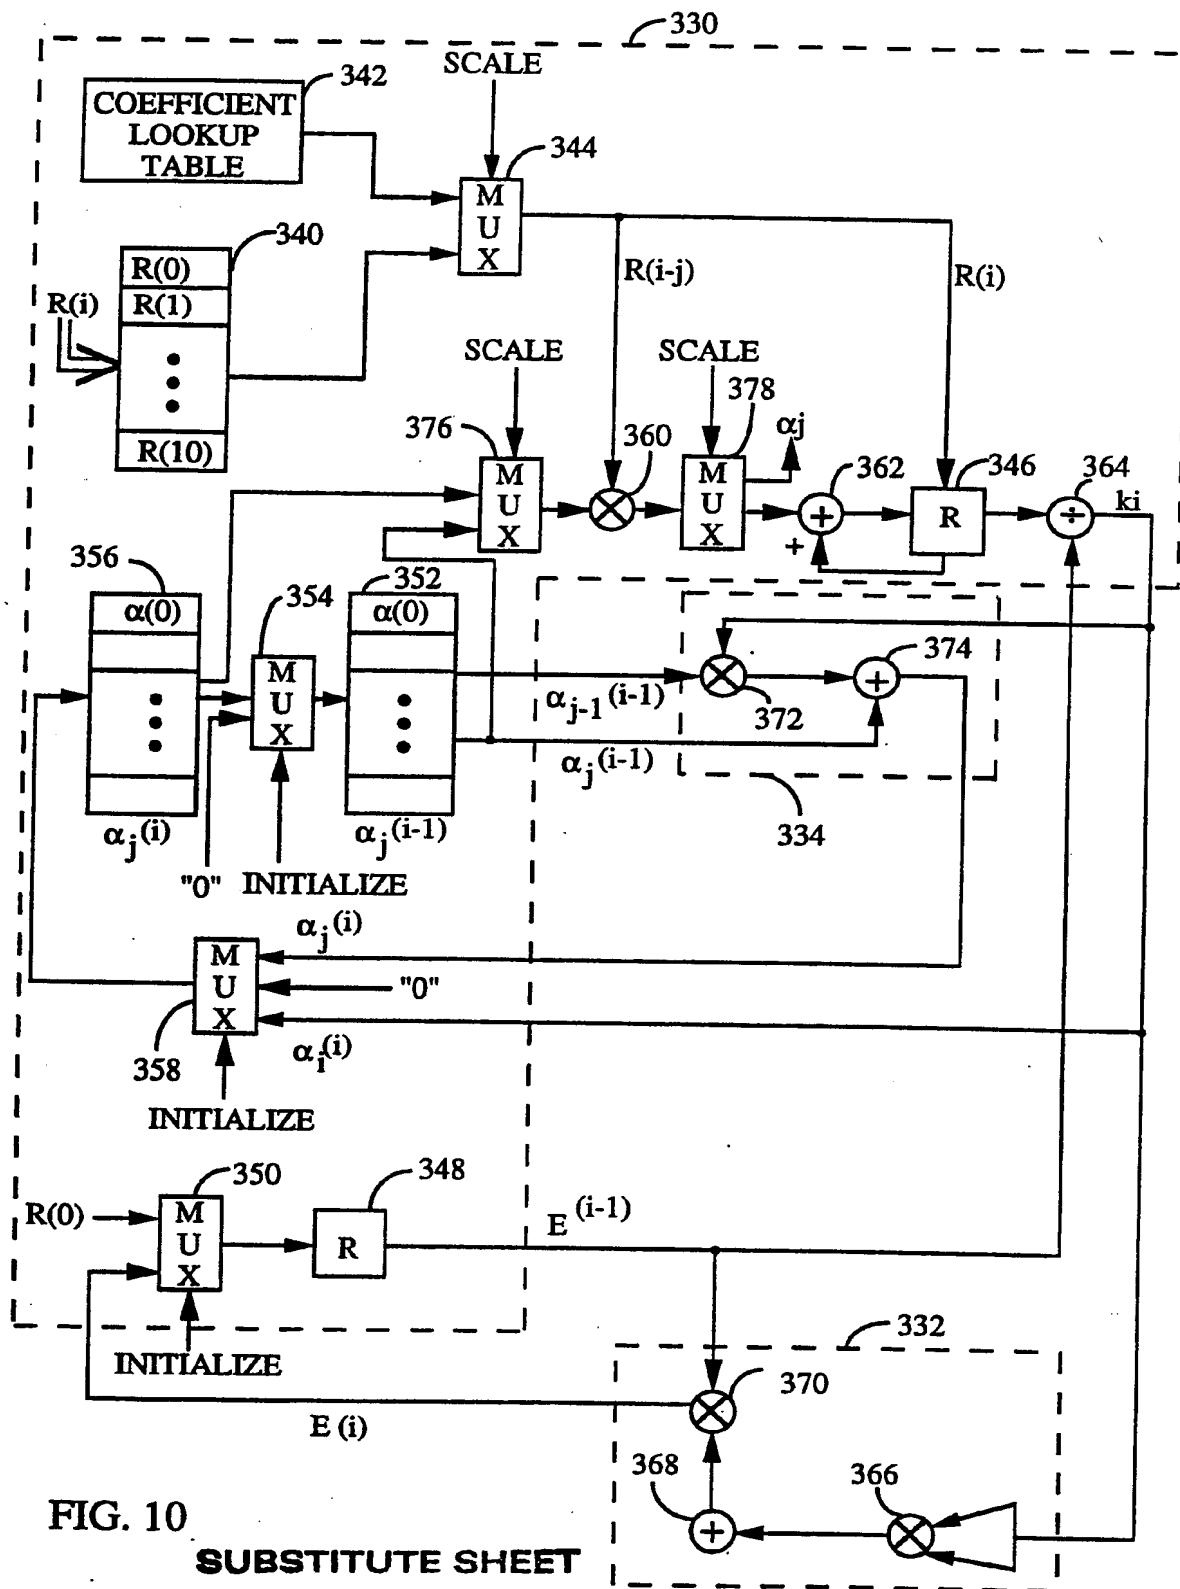 330
SCALE
342
COEFFICIENT
LOOKUP
TABLE
344
M
U
X
340
R(0)
R(1)
R(10)
R(i)
R(i-j)
R(i)
SCALE
SCALE
376
M
U
X
360
378
M
U
X
αj
362
+
+
346
R
364
÷
ki
356
α(0)
αj(i)
354
M
U
X
352
α(0)
αj(i-1)
"0"
INITIALIZE
αj-1(i-1)
αj(i-1)
372
374
+
334
αj(i)
M
U
X
"0"
αi(i)
358
INITIALIZE
350
R(0)
M
U
X
348
R
E(i-1)
INITIALIZE
332
370
E(i)
368
+
366
FIG. 10
SUBSTITUTE SHEET